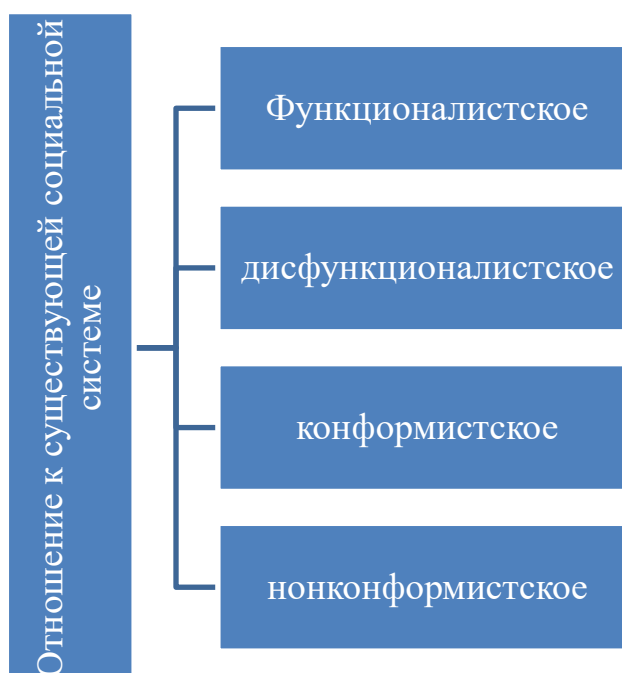 Отношение к существующей социальной
системе
Функционалистское
дисфункционалистское
конформистское
нонконформистское